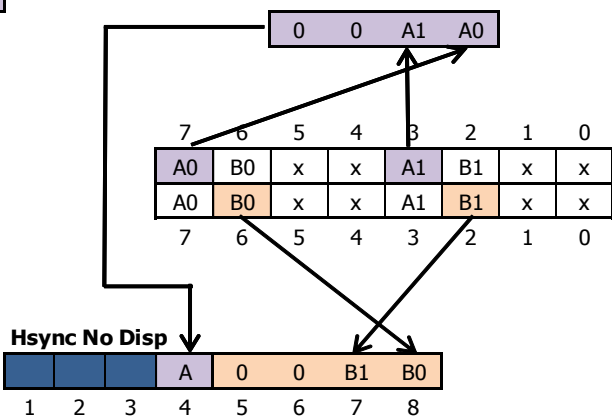 0 0 A1 A0
7 6 5 4 3 2 1 0
A0 B0 x x A1 B1 x x
A0 B0 x x A1 B1 x x
7 6 5 4 3 2 1 0
Hsync No Disp
A 0 0 B1 B0
1 2 3 4 5 6 7 8